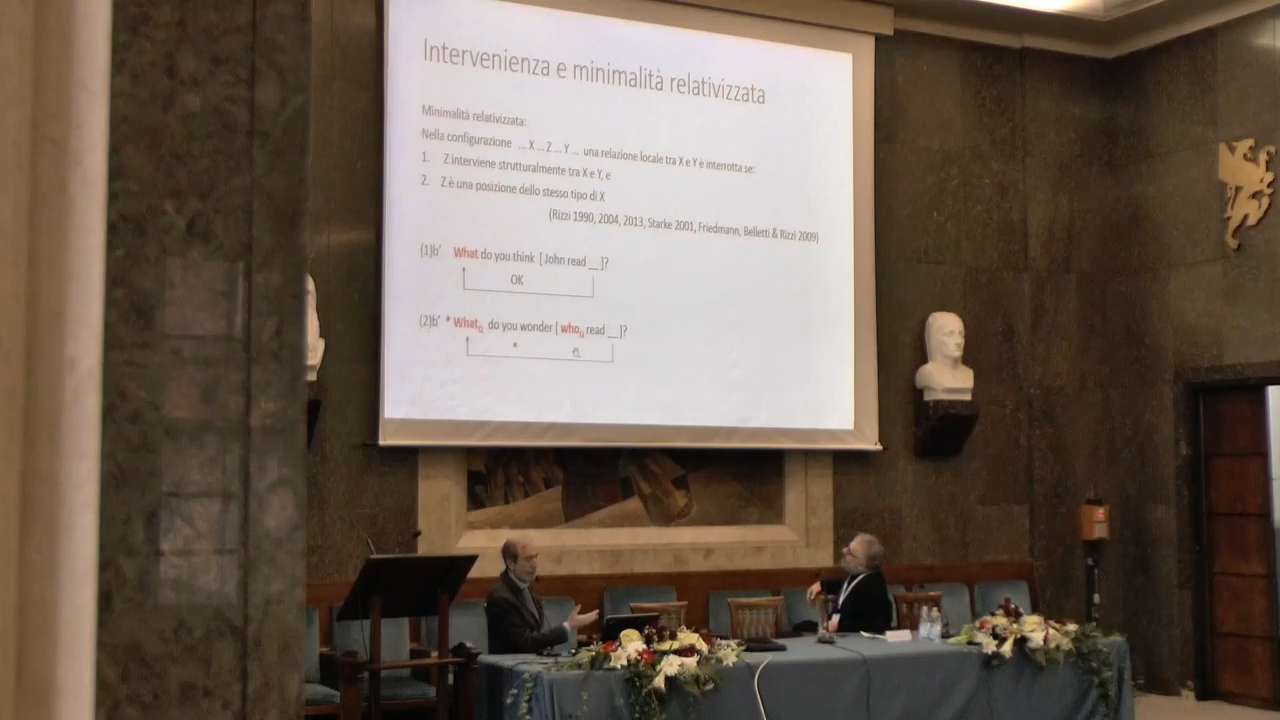 Intervenienza e minimalità relativizzata
Minimalità relativizzata:
Nella configurazione ... X ... Z ... Y ... una relazione locale tra X e Y è interrotta se:
1. Z interviene strutturalmente tra X e Y, e
2. Z è una posizione dello stesso tipo di X
(Rizzi 1990, 2004, 2013, Starke 2001, Friedmann, Belletti & Rizzi 2009)
(1)b' What do you think [ John read __ ]?
OK
(2)b' * WhatQ do you wonder [ whoQ read __ ]?
*